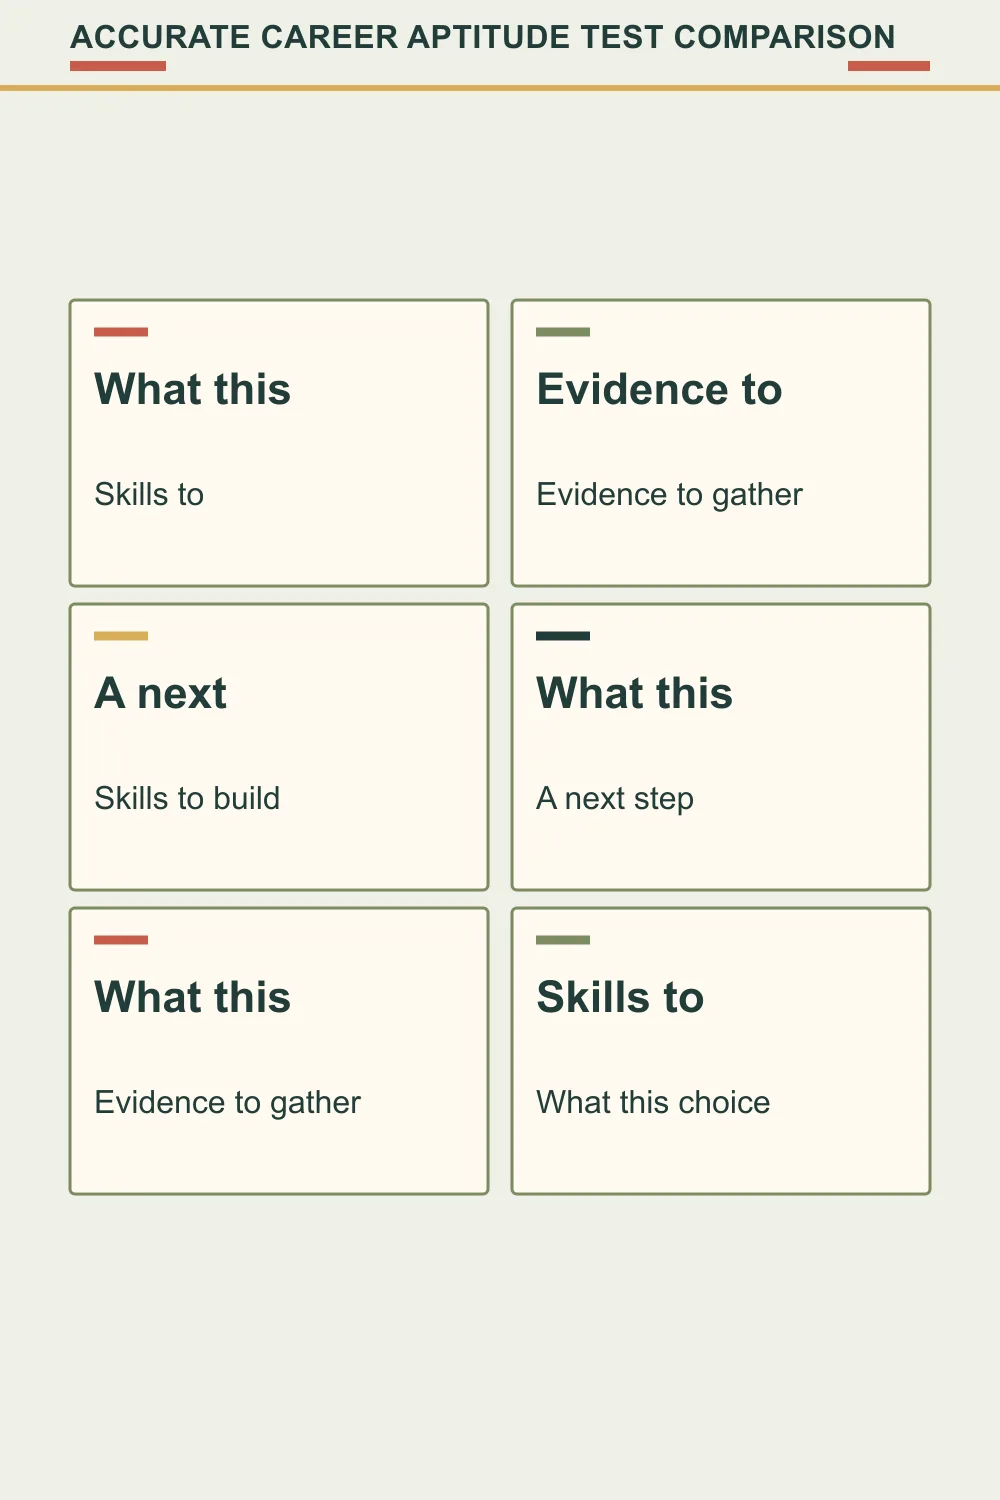 ACCURATE CAREER APTITUDE TEST COMPARISON
What this
Skills to
Evidence to
Evidence to gather
A next
Skills to build
What this
A next step
What this
Evidence to gather
Skills to
What this choice